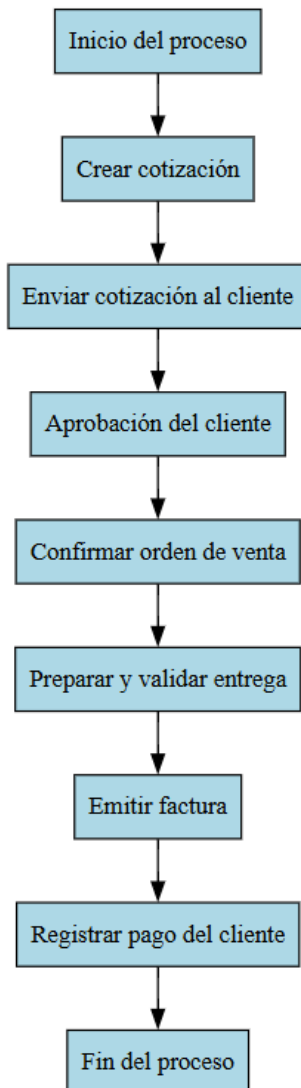 Inicio del proceso
Crear cotización
Enviar cotización al cliente
Aprobación del cliente
Confirmar orden de venta
Preparar y validar entrega
Emitir factura
Registrar pago del cliente
Fin del proceso